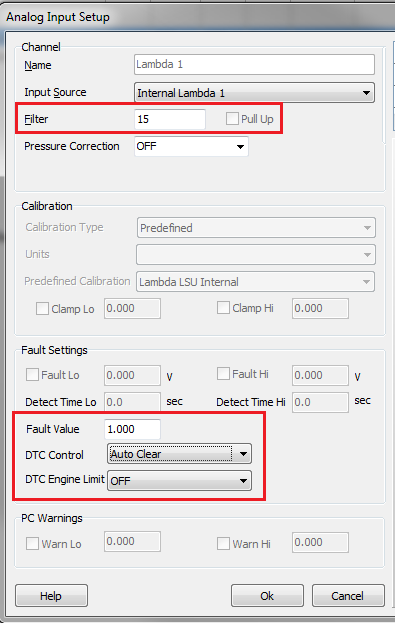 Analog Input Setup
Channel
Name Lambda 1
Input Source Internal Lambda 1
Filter 15 Pull Up
Pressure Correction OFF
Calibration
Calibration Type Predefined
Units
Predefined Calibration Lambda LSU Internal
Clamp Lo 0.000 Clamp Hi 0.000
Fault Settings
Fault Lo 0.000 V Fault Hi 0.000 V
Detect Time Lo 0.0 sec Detect Time Hi 0.0 sec
Fault Value 1.000
DTC Control Auto Clear
DTC Engine Limit OFF
PC Warnings
Warn Lo 0.000 Warn Hi 0.000
Help Ok Cancel